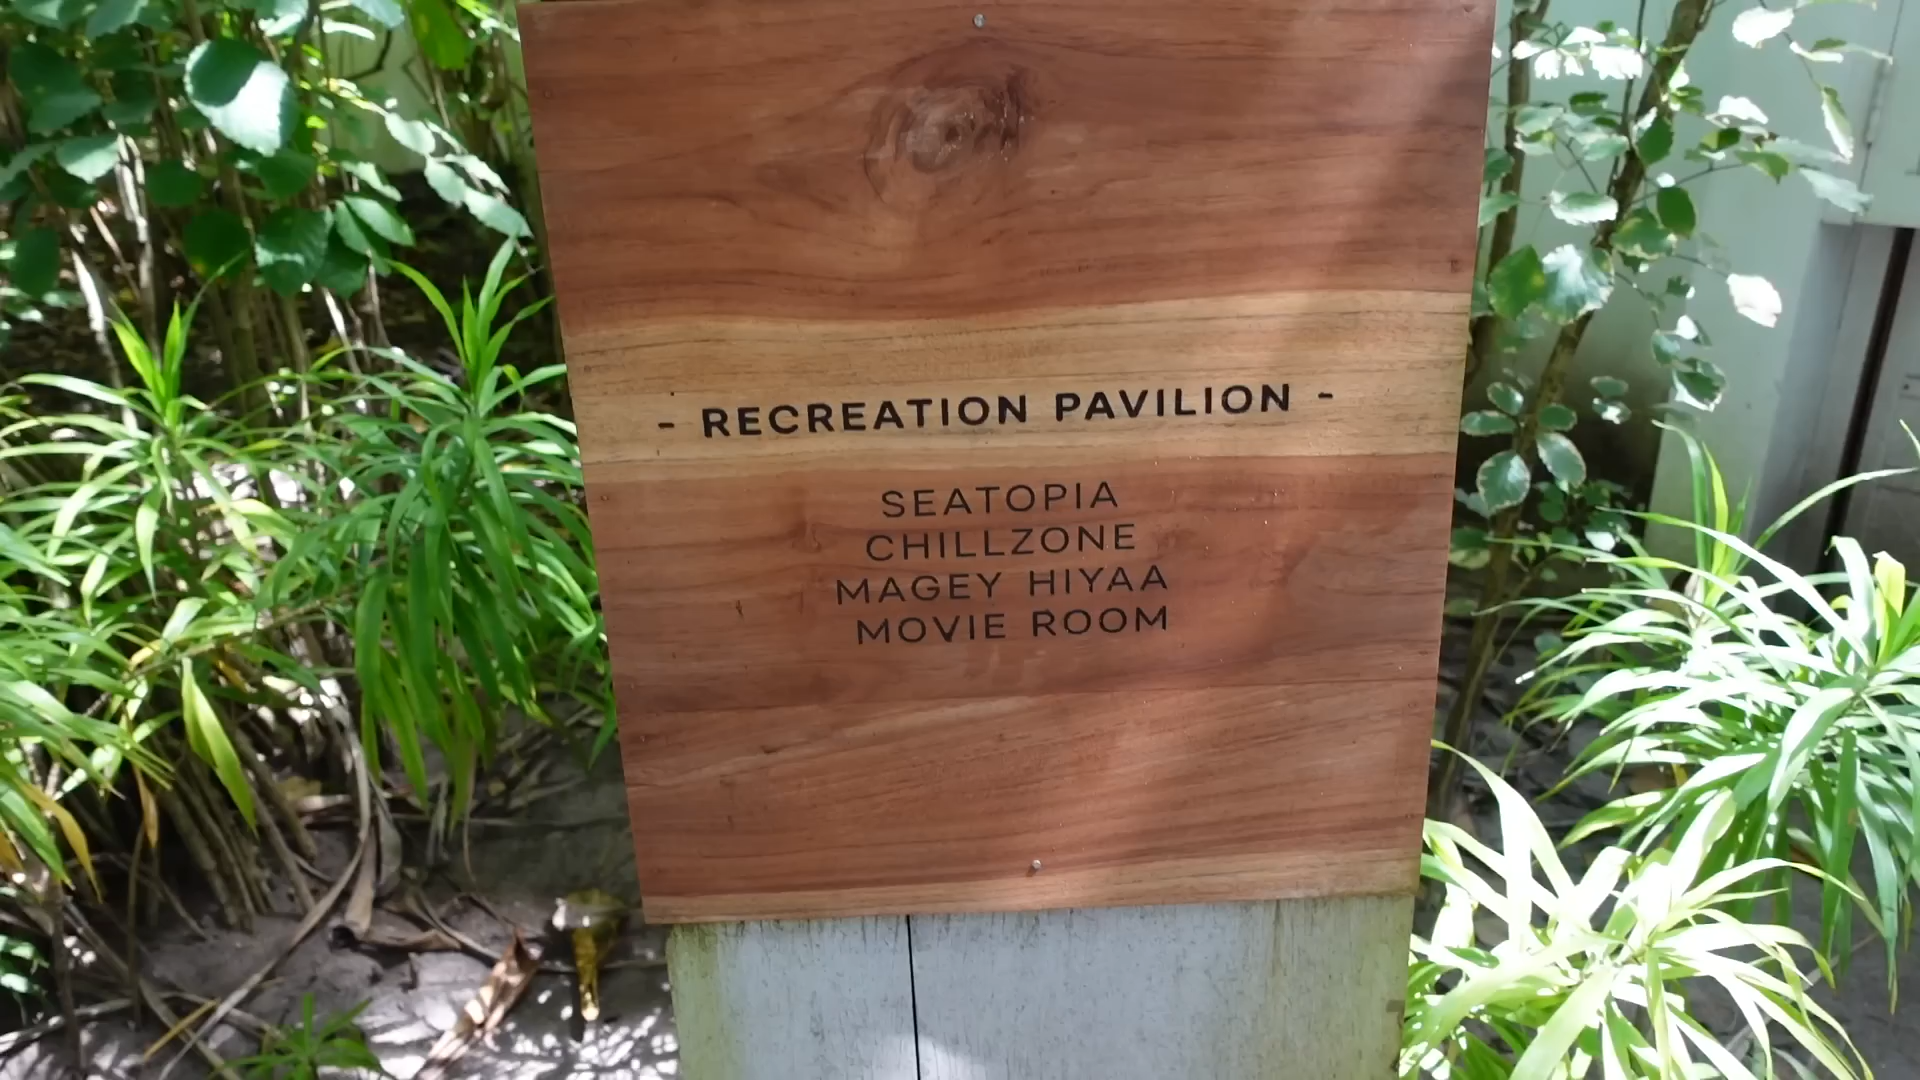 - RECREATION PAVILION -
SEATOPIA
CHILLZONE
MAGEY HIYAA
MOVIE ROOM